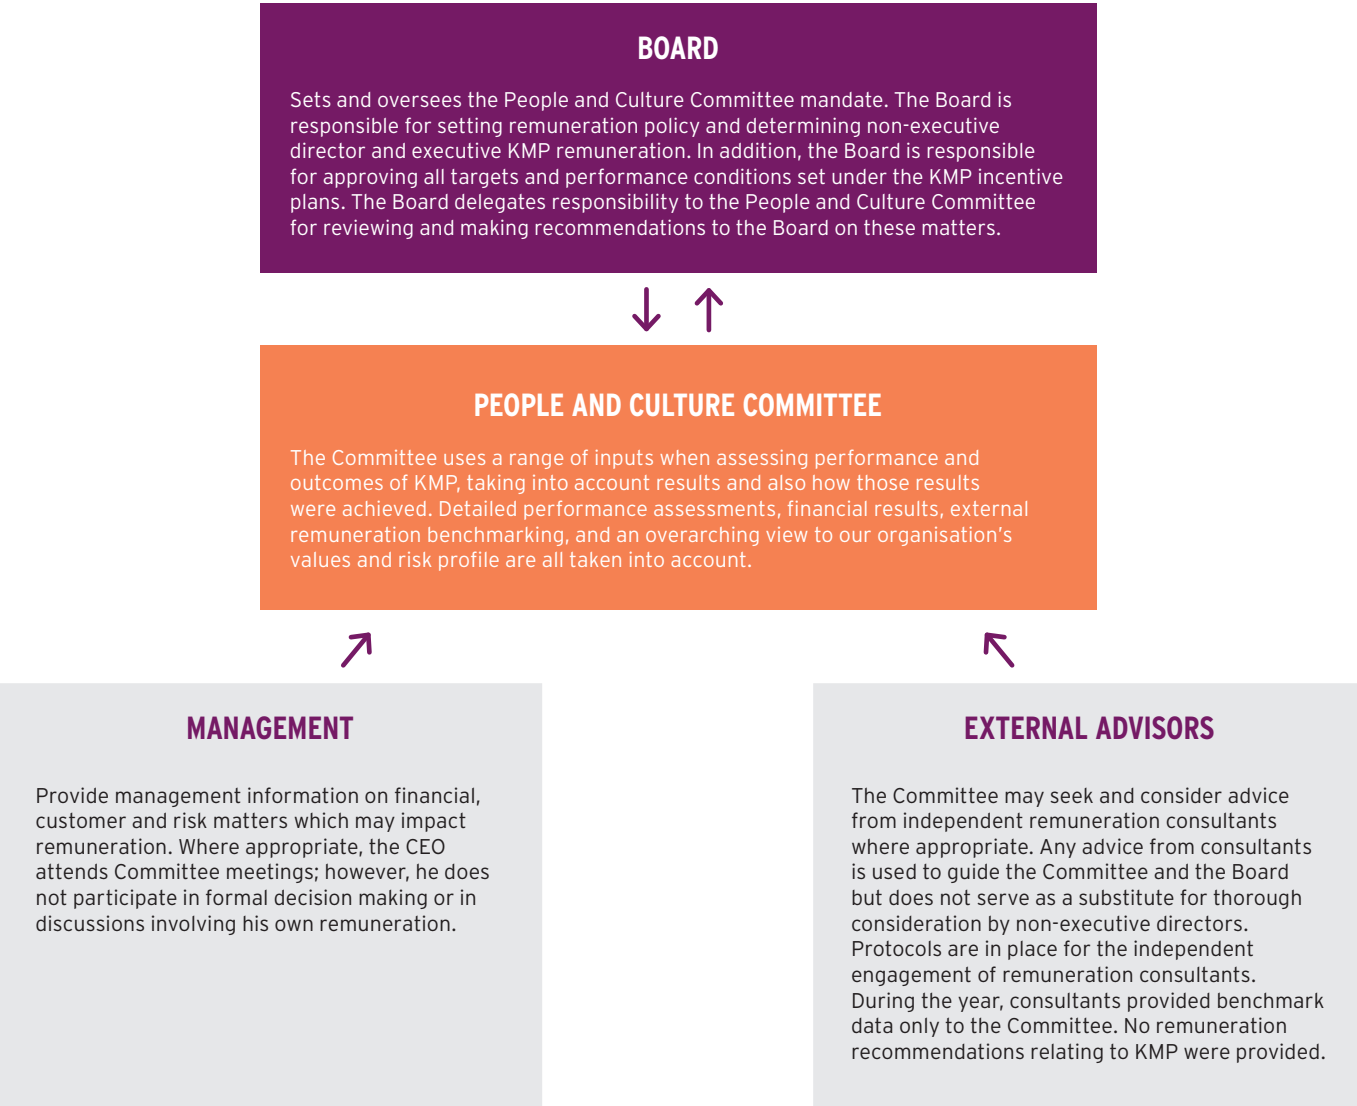 BOARD
Sets and oversees the People and Culture Committee mandate. The Board is
responsible for setting remuneration policy and determining non-executive
director and executive KMP remuneration. In addition, the Board is responsible
for approving all targets and performance conditions set under the KMP incentive
plans. The Board delegates responsibility to the People and Culture Committee
for reviewing and making recommendations to the Board on these matters.
PEOPLE AND CULTURE COMMITTEE
The Committee uses a range of inputs when assessing performance and
outcomes of KMP, taking into account results and also how those results
were achieved. Detailed performance assessments, financial results, external
remuneration benchmarking, and an overarching view to our organisation’s
values and risk profile are all taken into account.
MANAGEMENT
Provide management information on financial,
customer and risk matters which may impact
remuneration. Where appropriate, the CEO
attends Committee meetings; however, he does
not participate in formal decision making or in
discussions involving his own remuneration.
EXTERNAL ADVISORS
The Committee may seek and consider advice
from independent remuneration consultants
where appropriate. Any advice from consultants
is used to guide the Committee and the Board
but does not serve as a substitute for thorough
consideration by non-executive directors.
Protocols are in place for the independent
engagement of remuneration consultants.
During the year, consultants provided benchmark
data only to the Committee. No remuneration
recommendations relating to KMP were provided.